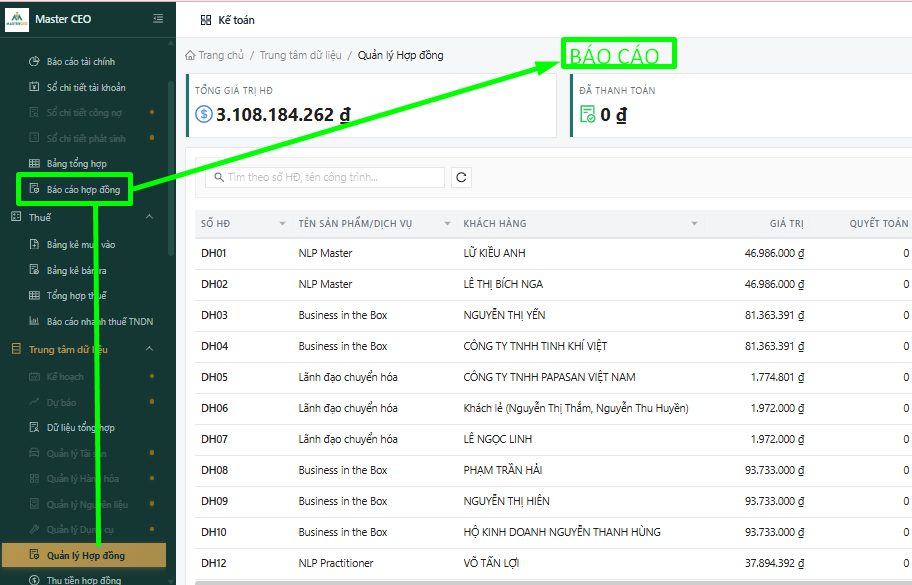 Master CEO
Báo cáo tài chính
Sổ chi tiết tài khoản
Sổ chi tiết công nợ
Sổ chi tiết phát sinh
Bảng tổng hợp
Báo cáo hợp đồng
Thuế
Bảng kê mua vào
Bảng kê bán ra
Tổng hợp thuế
Báo cáo nhanh thuế TNDN
Trung tâm dữ liệu
Kế hoạch
Dự báo
Dữ liệu tổng hợp
Quản lý Tài sản
Quản lý Hàng hóa
Quản lý Nguyên liệu
Quản lý Dụng cụ
Quản lý Hợp đồng
Thu tiền hợp đồng
Kế toán
Trang chủ / Trung tâm dữ liệu / Quản lý Hợp đồng
BÁO CÁO
TỔNG GIÁ TRỊ HĐ
3.108.184.262 ₫
ĐÃ THANH TOÁN
0 ₫
Tìm theo số HĐ, tên công trình...
SỐ HĐ TÊN SẢN PHẨM/DỊCH VỤ KHÁCH HÀNG GIÁ TRỊ QUYẾT TOÁN
DH01 NLP Master LỮ KIỀU ANH 46.986.000 ₫ 0
DH02 NLP Master LÊ THỊ BÍCH NGA 46.986.000 ₫ 0
DH03 Business in the Box NGUYỄN THỊ YẾN 81.363.391 ₫ 0
DH04 Business in the Box CÔNG TY TNHH TINH KHÍ VIỆT 81.363.391 ₫ 0
DH05 Lãnh đạo chuyển hóa CÔNG TY TNHH PAPASAN VIỆT NAM 1.774.801 ₫ 0
DH06 Lãnh đạo chuyển hóa Khách lẻ (Nguyễn Thị Thắm, Nguyễn Thu Huyền) 1.972.000 ₫ 0
DH07 Lãnh đạo chuyển hóa LÊ NGỌC LINH 1.972.000 ₫ 0
DH08 Business in the Box PHẠM TRẦN HẢI 93.733.000 ₫ 0
DH09 Business in the Box NGUYỄN THỊ HIÊN 93.733.000 ₫ 0
DH10 Business in the Box HỘ KINH DOANH NGUYỄN THANH HÙNG 93.733.000 ₫ 0
DH12 NLP Practitioner VÕ TẤN LỢI 37.894.392 ₫ 0